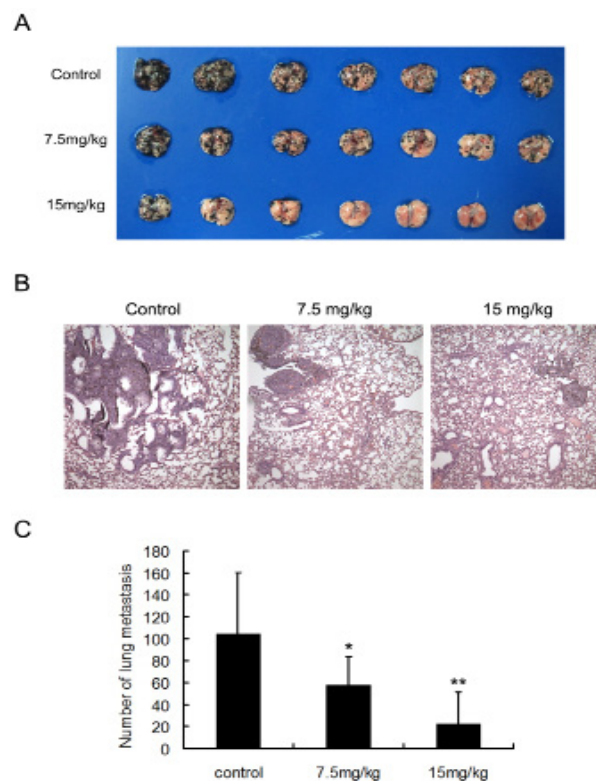 A
Control
7.5mg/kg
15mg/kg
B
Control 7.5 mg/kg 15 mg/kg
C
Number of lung metastasis
180
160
140
120
100
80
60
40
20
0
*
**
control 7.5mg/kg 15mg/kg